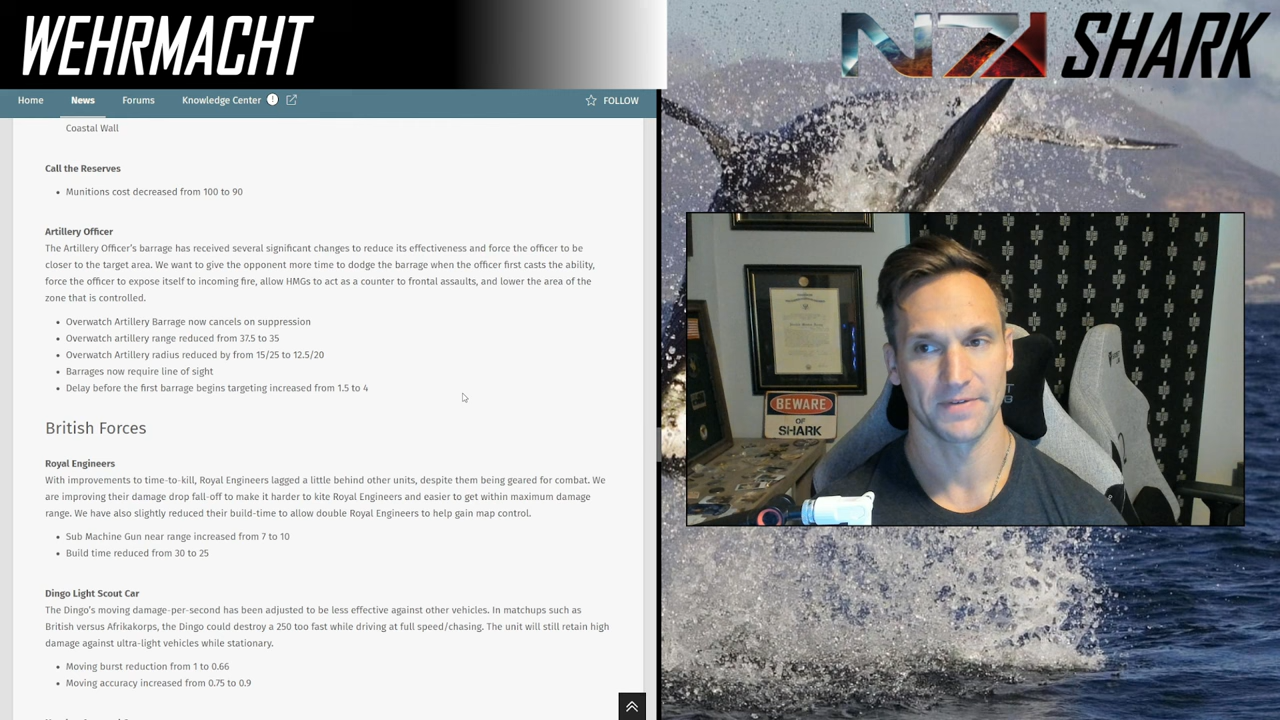 WEHRMACHT
N7 SHARK
Home News Forums Knowledge Center ! FOLLOW
Coastal Wall
Call the Reserves
• Munitions cost decreased from 100 to 90
Artillery Officer
The Artillery Officer's barrage has received several significant changes to reduce its effectiveness and force the officer to be
closer to the target area. We want to give the opponent more time to dodge the barrage when the officer first casts the ability,
force the officer to expose itself to incoming fire, allow HMGs to act as a counter to frontal assaults, and lower the area of the
zone that is controlled.
• Overwatch Artillery Barrage now cancels on suppression
• Overwatch artillery range reduced from 37.5 to 35
• Overwatch Artillery radius reduced by from 15/25 to 12.5/20
• Barrages now require line of sight
• Delay before the first barrage begins targeting increased from 1.5 to 4
British Forces
Royal Engineers
With improvements to time-to-kill, Royal Engineers lagged a little behind other units, despite them being geared for combat. We
are improving their damage drop fall-off to make it harder to kite Royal Engineers and easier to get within maximum damage
range. We have also slightly reduced their build-time to allow double Royal Engineers to help gain map control.
• Sub Machine Gun near range increased from 7 to 10
• Build time reduced from 30 to 25
Dingo Light Scout Car
The Dingo's moving damage-per-second has been adjusted to be less effective against other vehicles. In matchups such as
British versus Afrikakorps, the Dingo could destroy a 250 too fast while driving at full speed/chasing. The unit will still retain high
damage against ultra-light vehicles while stationary.
• Moving burst reduction from 1 to 0.66
• Moving accuracy increased from 0.75 to 0.9
BEWARE
OF
SHARK